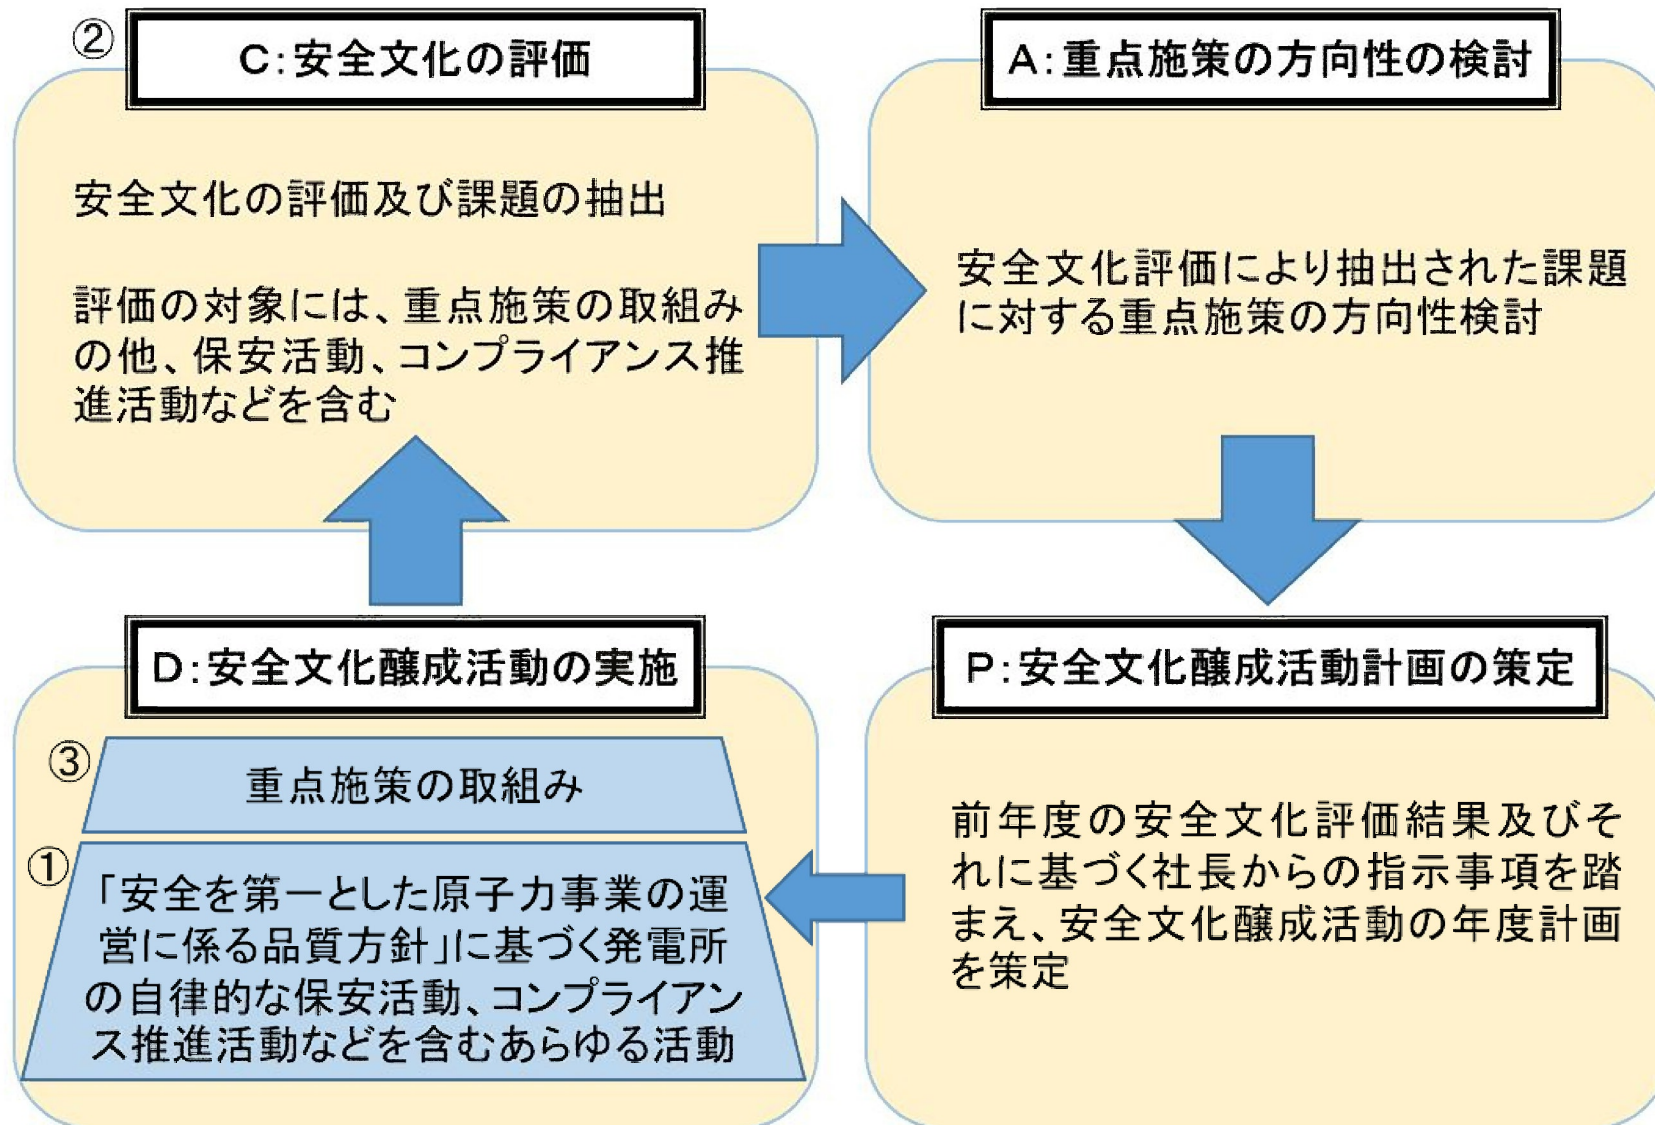 ②
C:安全文化の評価
安全文化の評価及び課題の抽出
評価の対象には、重点施策の取組み
の他、保安活動、コンプライアンス推
進活動などを含む
A:重点施策の方向性の検討
安全文化評価により抽出された課題
に対する重点施策の方向性検討
D:安全文化醸成活動の実施
③
重点施策の取組み
①
「安全を第一とした原子力事業の運
営に係る品質方針」に基づく発電所
の自律的な保安活動、コンプライアン
ス推進活動などを含むあらゆる活動
P:安全文化醸成活動計画の策定
前年度の安全文化評価結果及びそ
れに基づく社長からの指示事項を踏
まえ、安全文化醸成活動の年度計画
を策定